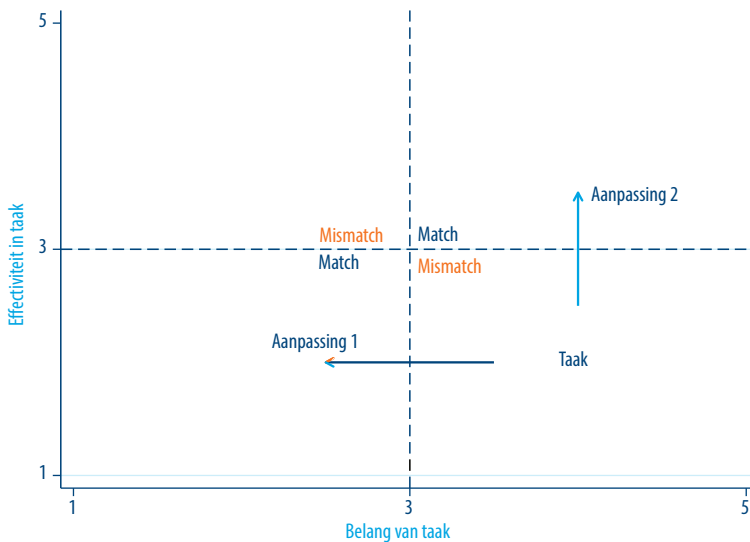 5
Aanpassing 2
Mismatch
Match
3
Match
Mismatch
Aanpassing 1
Taak
1
1
3
5
Effectiviteit in taak
Belang van taak